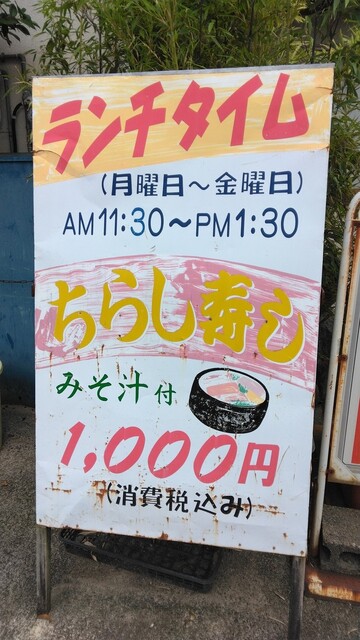 ランチタイム
(月曜日～金曜日)
AM11:30～PM1:30
ちらし寿し
みそ汁付
1,000円
(消費税込み)